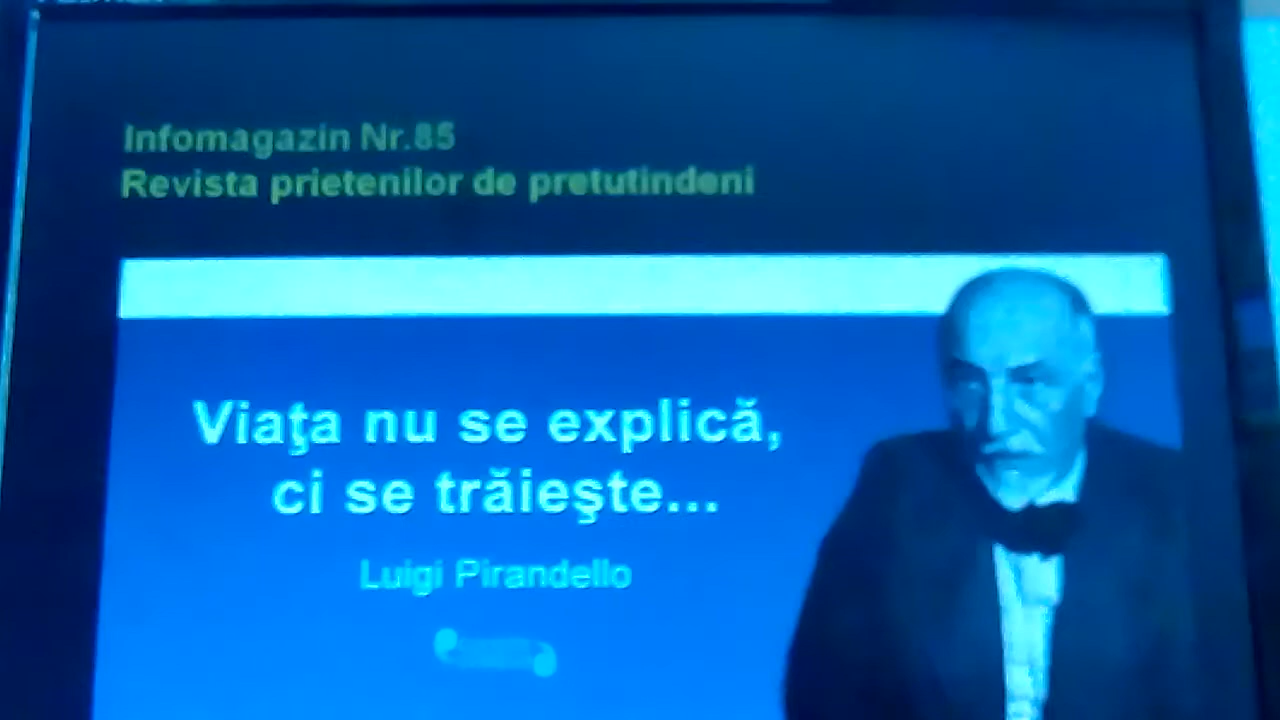 Infomagazin Nr.85
Revista prietenilor de pretutindeni
Viaţa nu se explică,
ci se trăieşte...
Luigi Pirandello